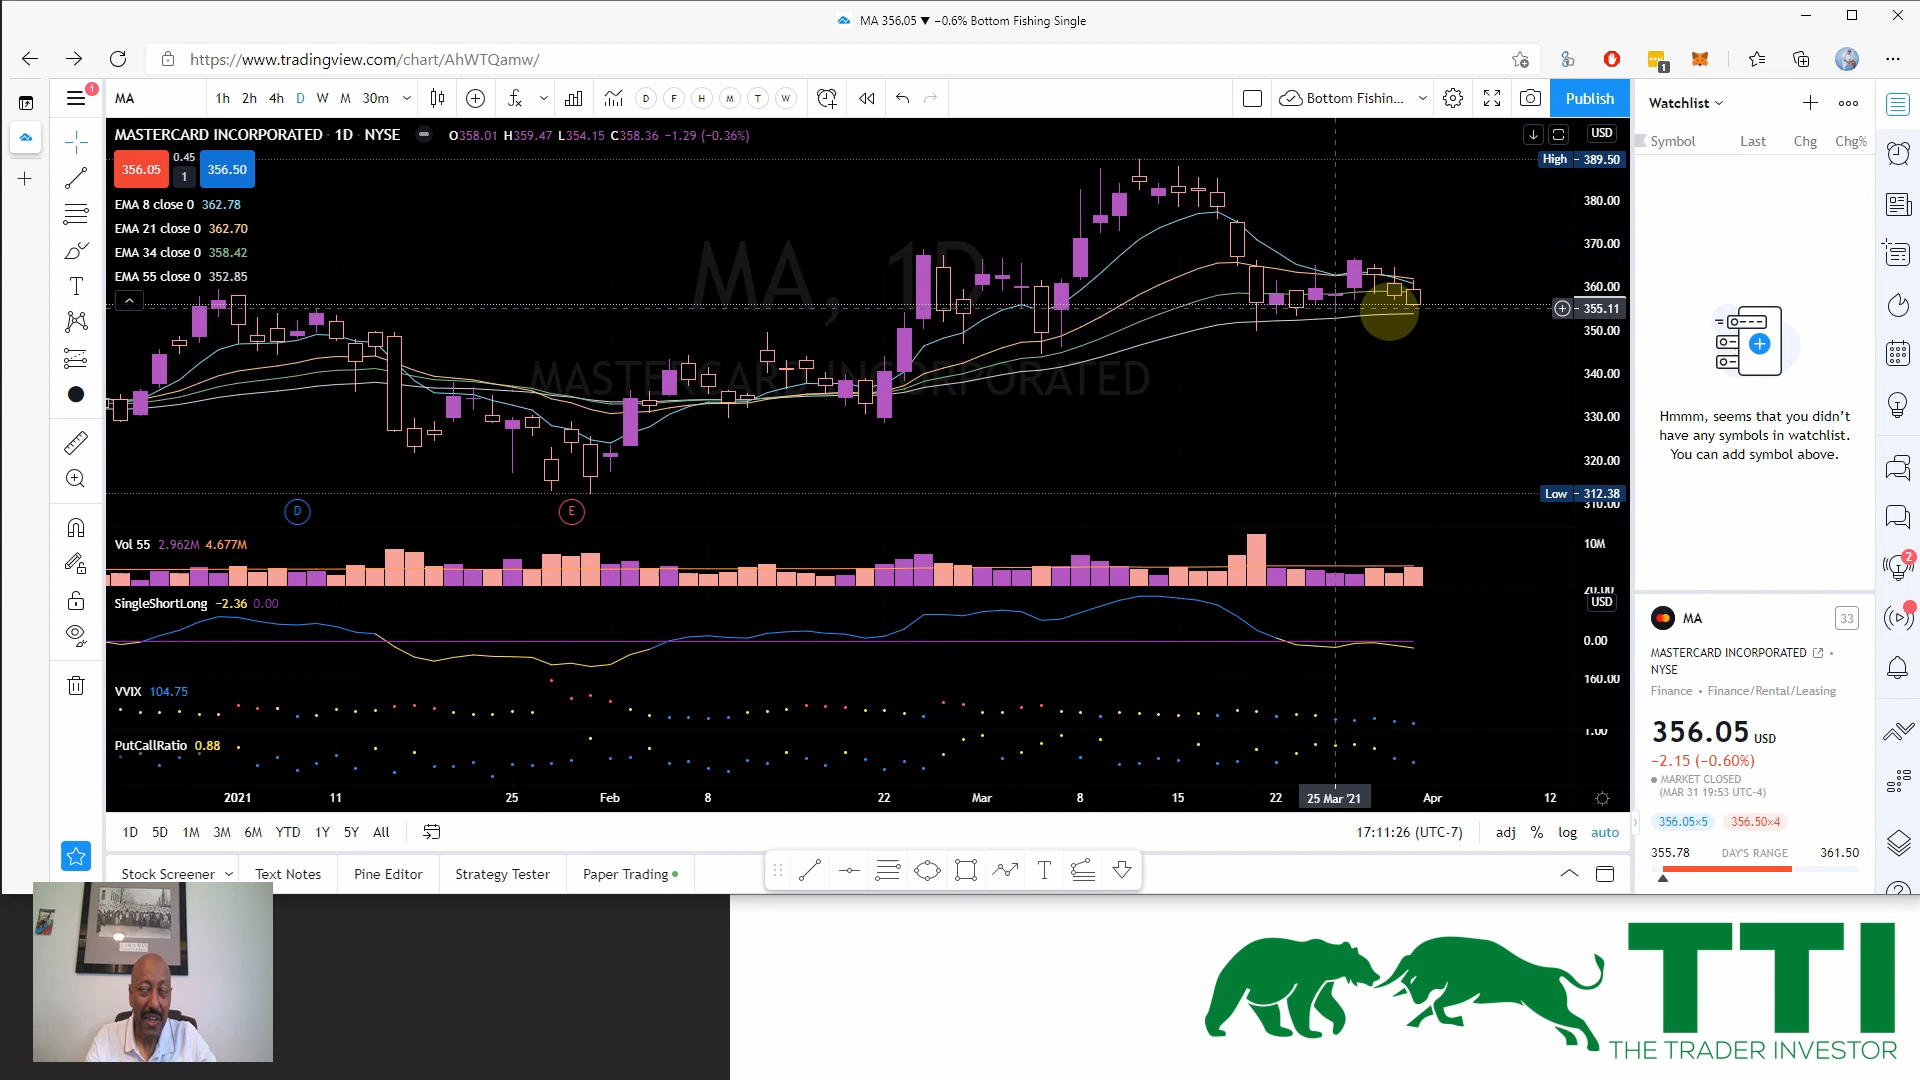 MA 356.05 ▼ −0.6% Bottom Fishing Single
https://www.tradingview.com/chart/AhWTQamw/
1
1
MA 1h 2h 4h D W M 30m D F H M T W Bottom Fishin... Publish
Watchlist
Symbol Last Chg Chg%
MASTERCARD INCORPORATED · 1D · NYSE O358.01 H359.47 L354.15 C358.36 −1.29 (−0.36%)
USD
356.05 0.45 1 356.50
EMA 8 close 0 362.78
EMA 21 close 0 362.70
EMA 34 close 0 358.42
EMA 55 close 0 352.85
MA, 1D
MASTERCARD INCORPORATED
High 389.50
380.00
370.00
360.00
355.11
350.00
340.00
330.00
320.00
Low 312.38
310.00
D E
Hmmm, seems that you didn't
have any symbols in watchlist.
You can add symbol above.
Vol 55 2.962M 4.677M
10M
20.00
SingleShortLong −2.36 0.00
USD
0.00
160.00
VVIX 104.75
1.00
PutCallRatio 0.88
2021 11 25 Feb 8 22 Mar 8 15 22 25 Mar '21 Apr 12
2
MA 33
MASTERCARD INCORPORATED •
NYSE
Finance • Finance/Rental/Leasing
356.05 USD
−2.15 (−0.60%)
MARKET CLOSED
(MAR 31 19:53 UTC-4)
356.05×5 356.50×4
355.78 DAY'S RANGE 361.50
1D 5D 1M 3M 6M YTD 1Y 5Y All 17:11:26 (UTC-7) adj % log auto
Stock Screener Text Notes Pine Editor Strategy Tester Paper Trading
T
TTI
THE TRADER INVESTOR